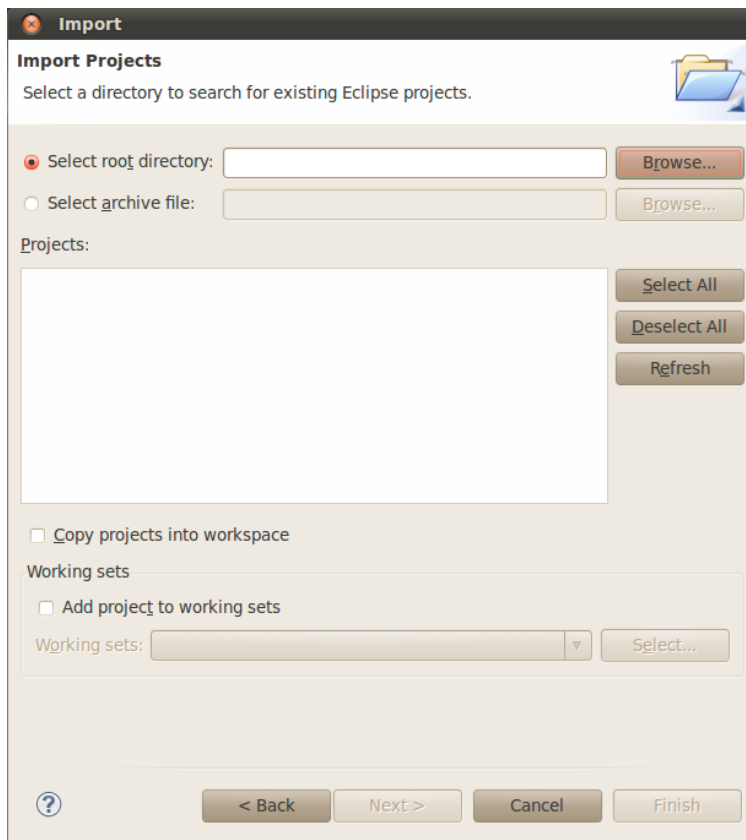 Import
Import Projects
Select a directory to search for existing Eclipse projects.
Select root directory:
Browse...
Select archive file:
Browse...
Projects:
Select All
Deselect All
Refresh
Copy projects into workspace
Working sets
Add project to working sets
Working sets:
Select...
?
< Back
Next >
Cancel
Finish